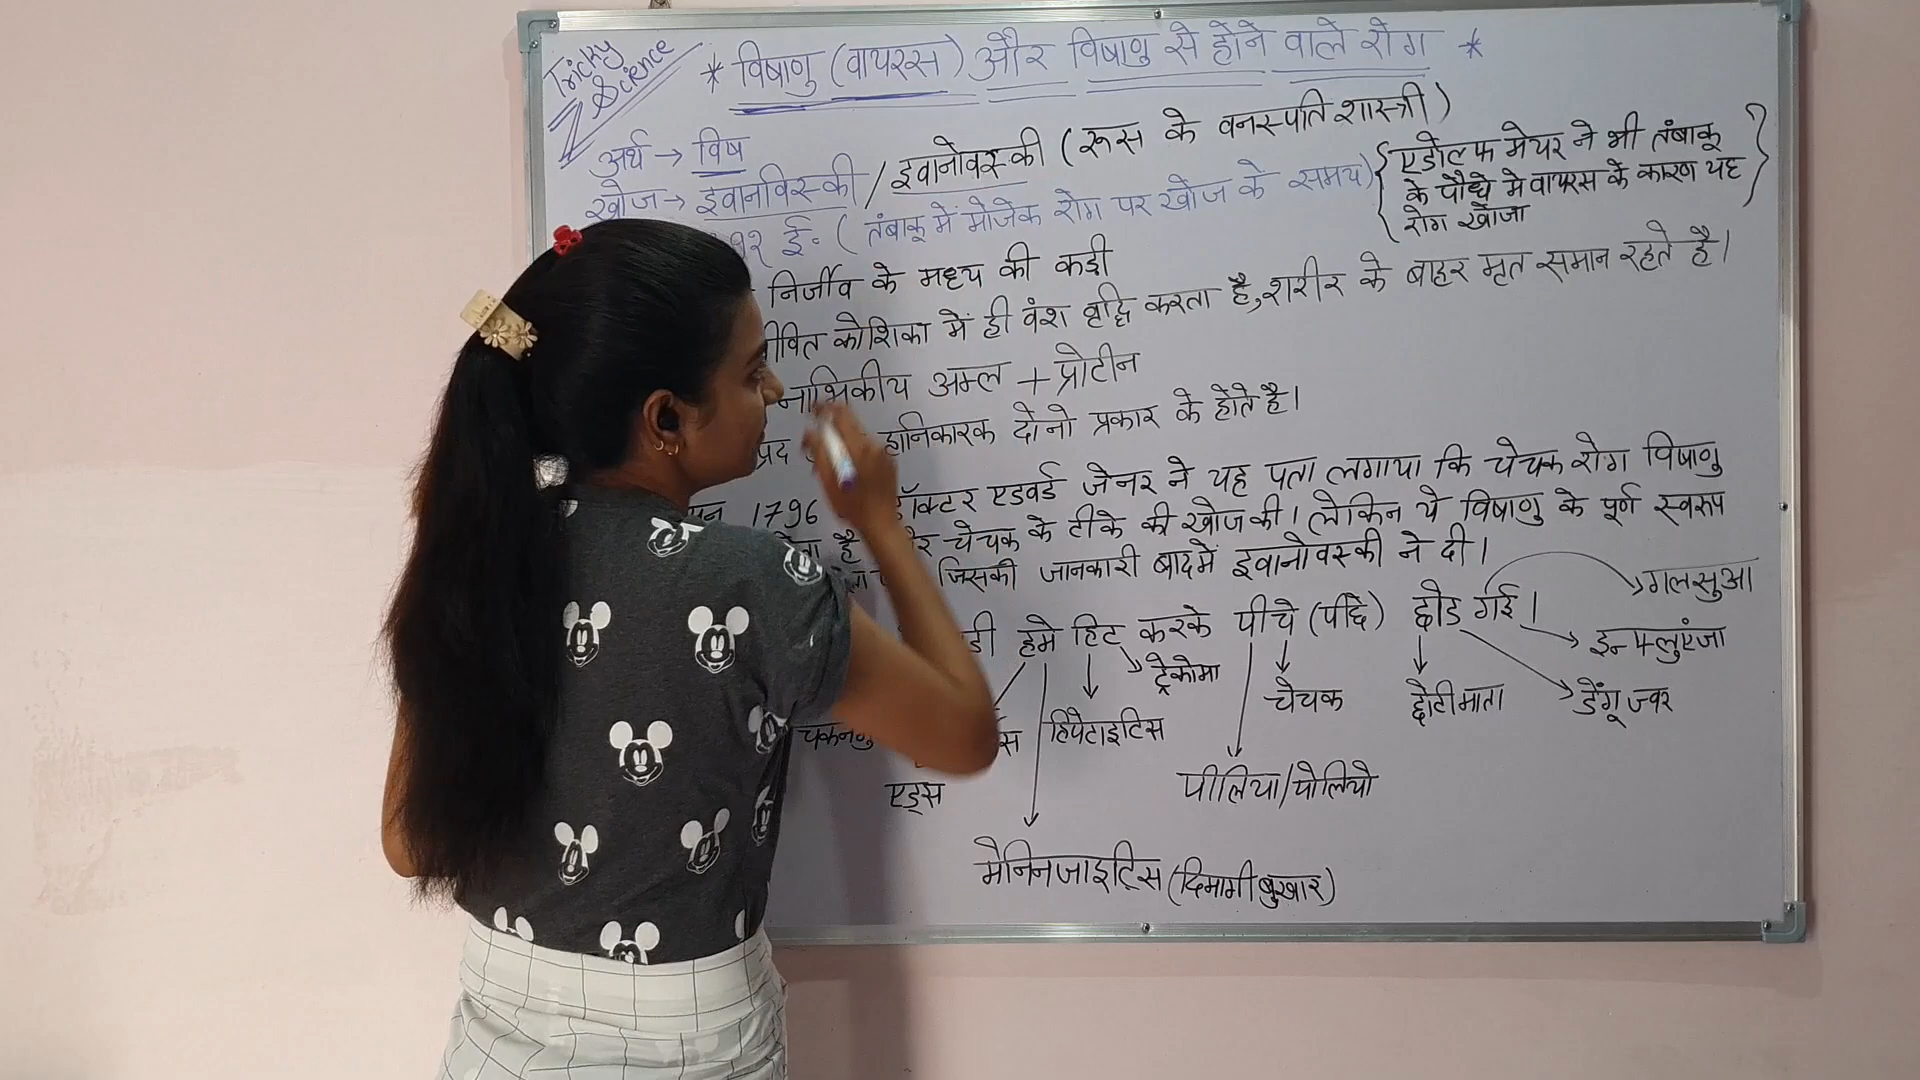 Tricky
Science
* विषाणु (वायरस) और विषाणु से होने वाले रोग *
अर्थ → विष
खोज → इवानविस्की / इवानोवस्की (रूस के वनस्पति शास्त्री)
ई॰ (तंबाकू में मोजेक रोग पर खोज के समय)
{एडोल्फ मेयर ने भी तंबाकू
के पौधे मे वायरस के कारण यह
रोग खोजा}
निर्जीव के मध्य की कड़ी
कोशिका में ही वंश वृद्धि करता है, शरीर के बाहर मृत समान रहते है।
नाभिकीय अम्ल + प्रोटीन
हानिकारक दोनो प्रकार के होते है।
1796 डॉक्टर एडवर्ड जेनर ने यह पता लगाया कि चेचक रोग विषाणु
है चेचक के टीके की खोज की। लेकिन ये विषाणु के पूर्ण स्वरूप
जिसकी जानकारी बाद में इवानोवस्की ने दी।
हमे हिट करके पीचे (पीछे) छोड गई।
गलसुआ
इन्फ्लुएंजा
ट्रेकोमा
चेचक
छोटी माता
डेंगू ज्वर
हिपेटाइटिस
एड्स
पीलिया/पोलियो
मेनिनजाइटिस (दिमागी बुखार)